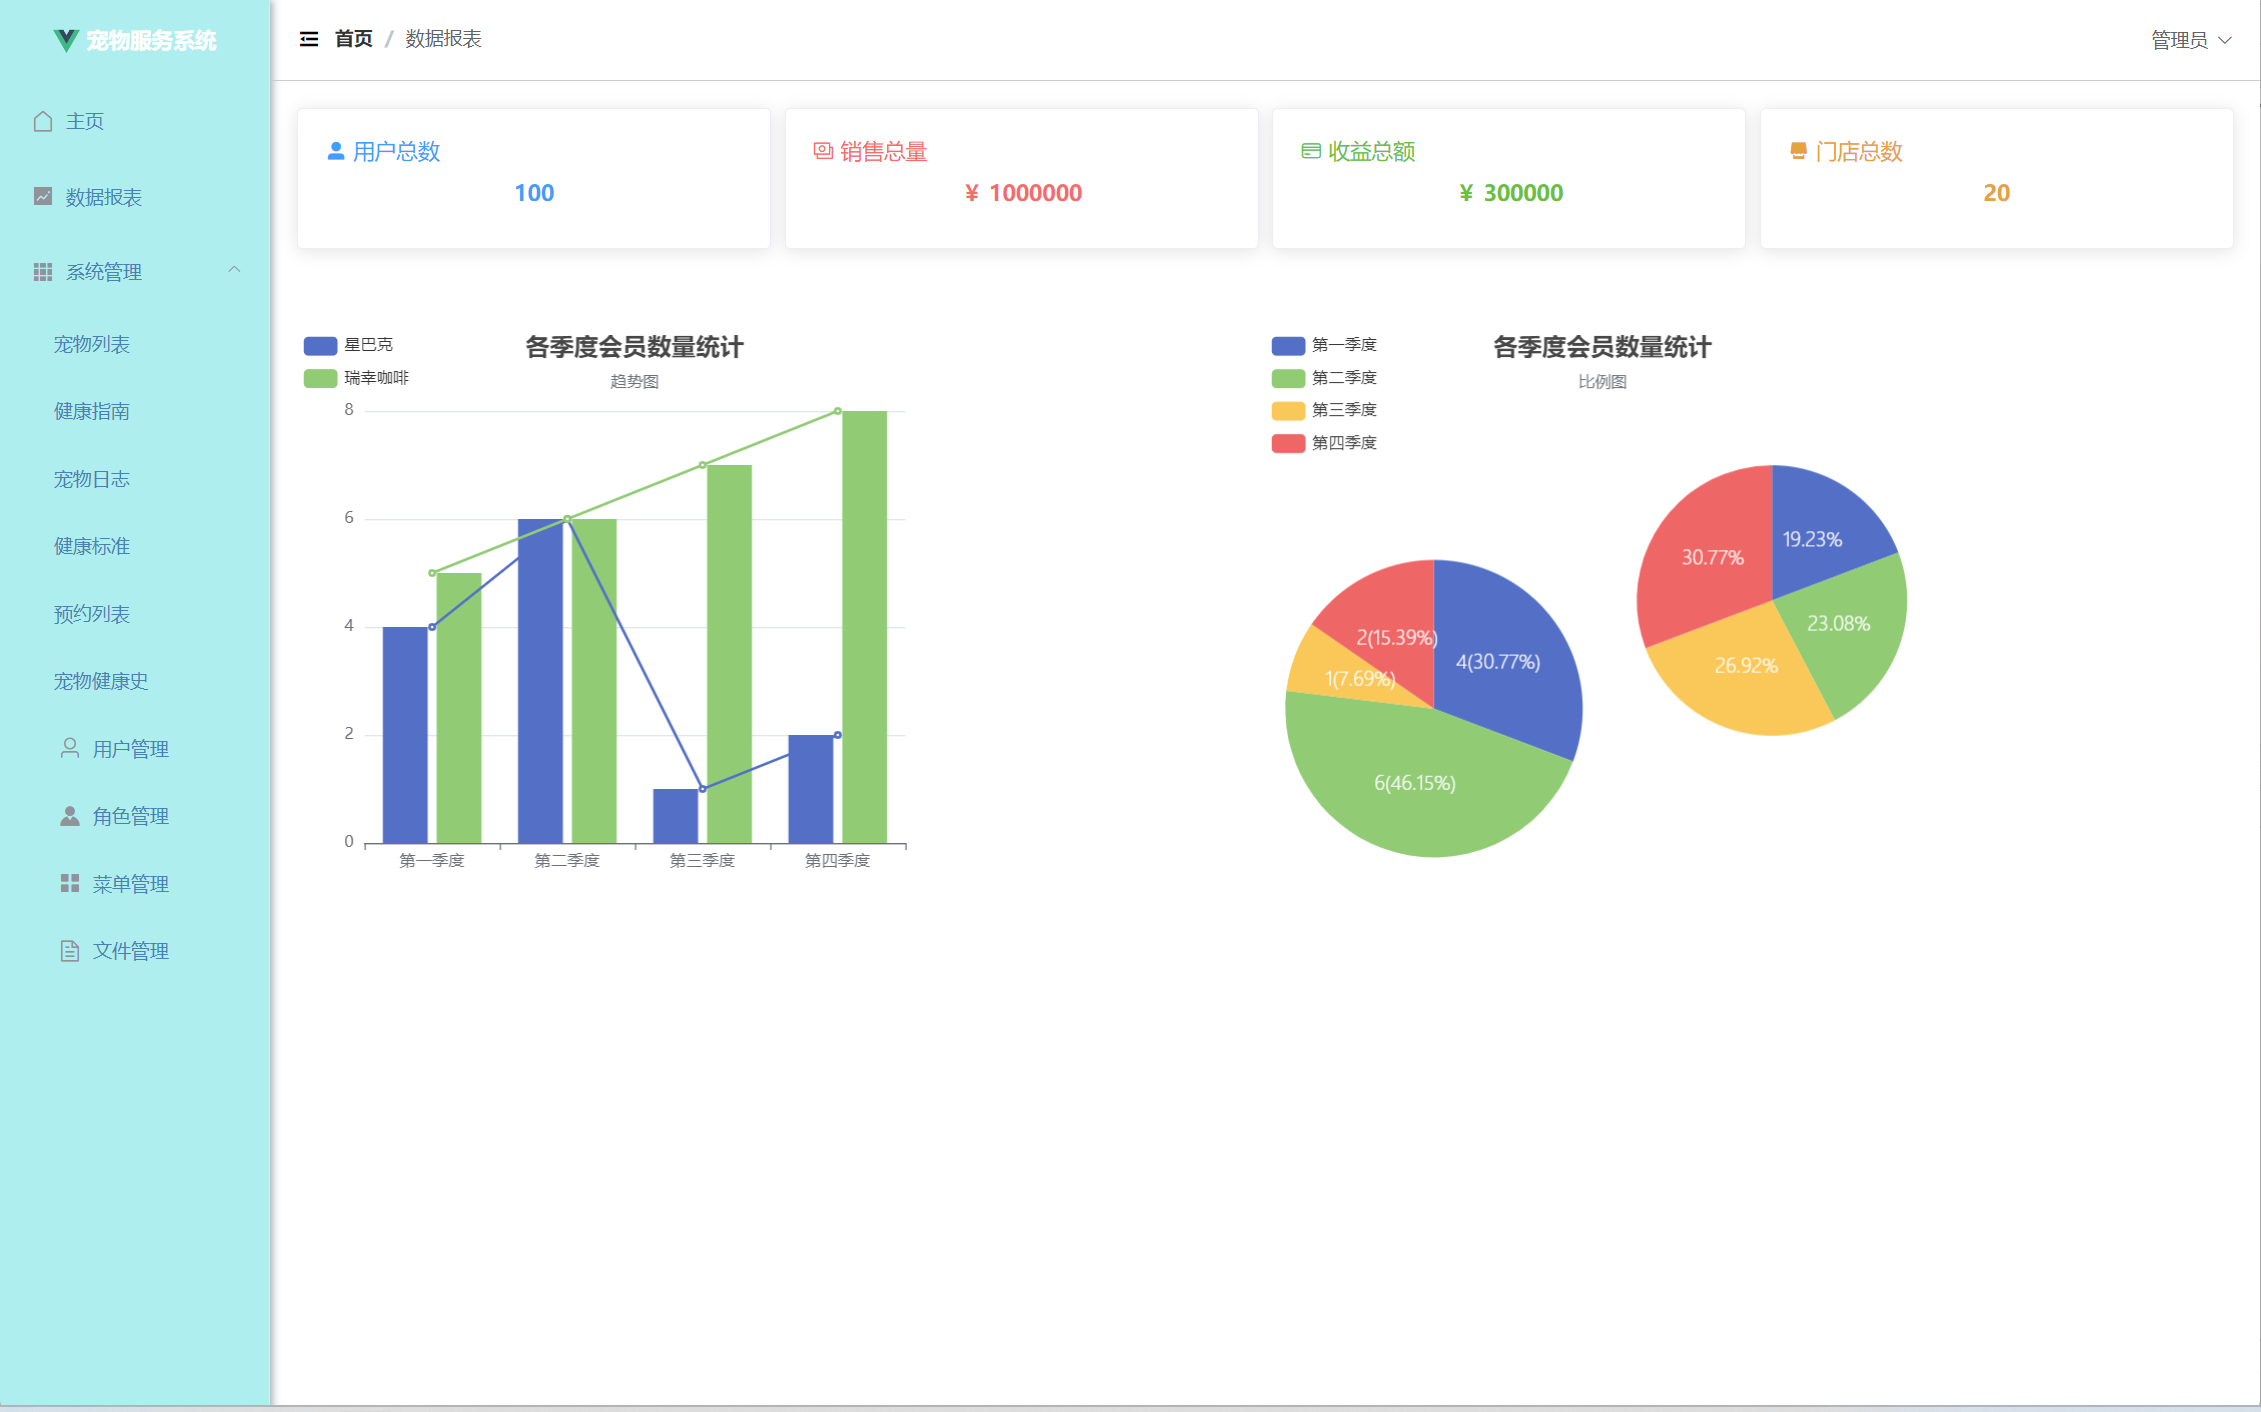 宠物服务系统
主页
数据报表
系统管理
宠物列表
健康指南
宠物日志
健康标准
预约列表
宠物健康史
用户管理
角色管理
菜单管理
文件管理
首页 / 数据报表
管理员
用户总数
100
销售总量
¥ 1000000
收益总额
¥ 300000
门店总数
20
星巴克
瑞幸咖啡
各季度会员数量统计
趋势图
8
6
4
2
0
第一季度 第二季度 第三季度 第四季度
第一季度
第二季度
第三季度
第四季度
各季度会员数量统计
比例图
4(30.77%)
6(46.15%)
1(7.69%)
2(15.39%)
19.23%
23.08%
26.92%
30.77%